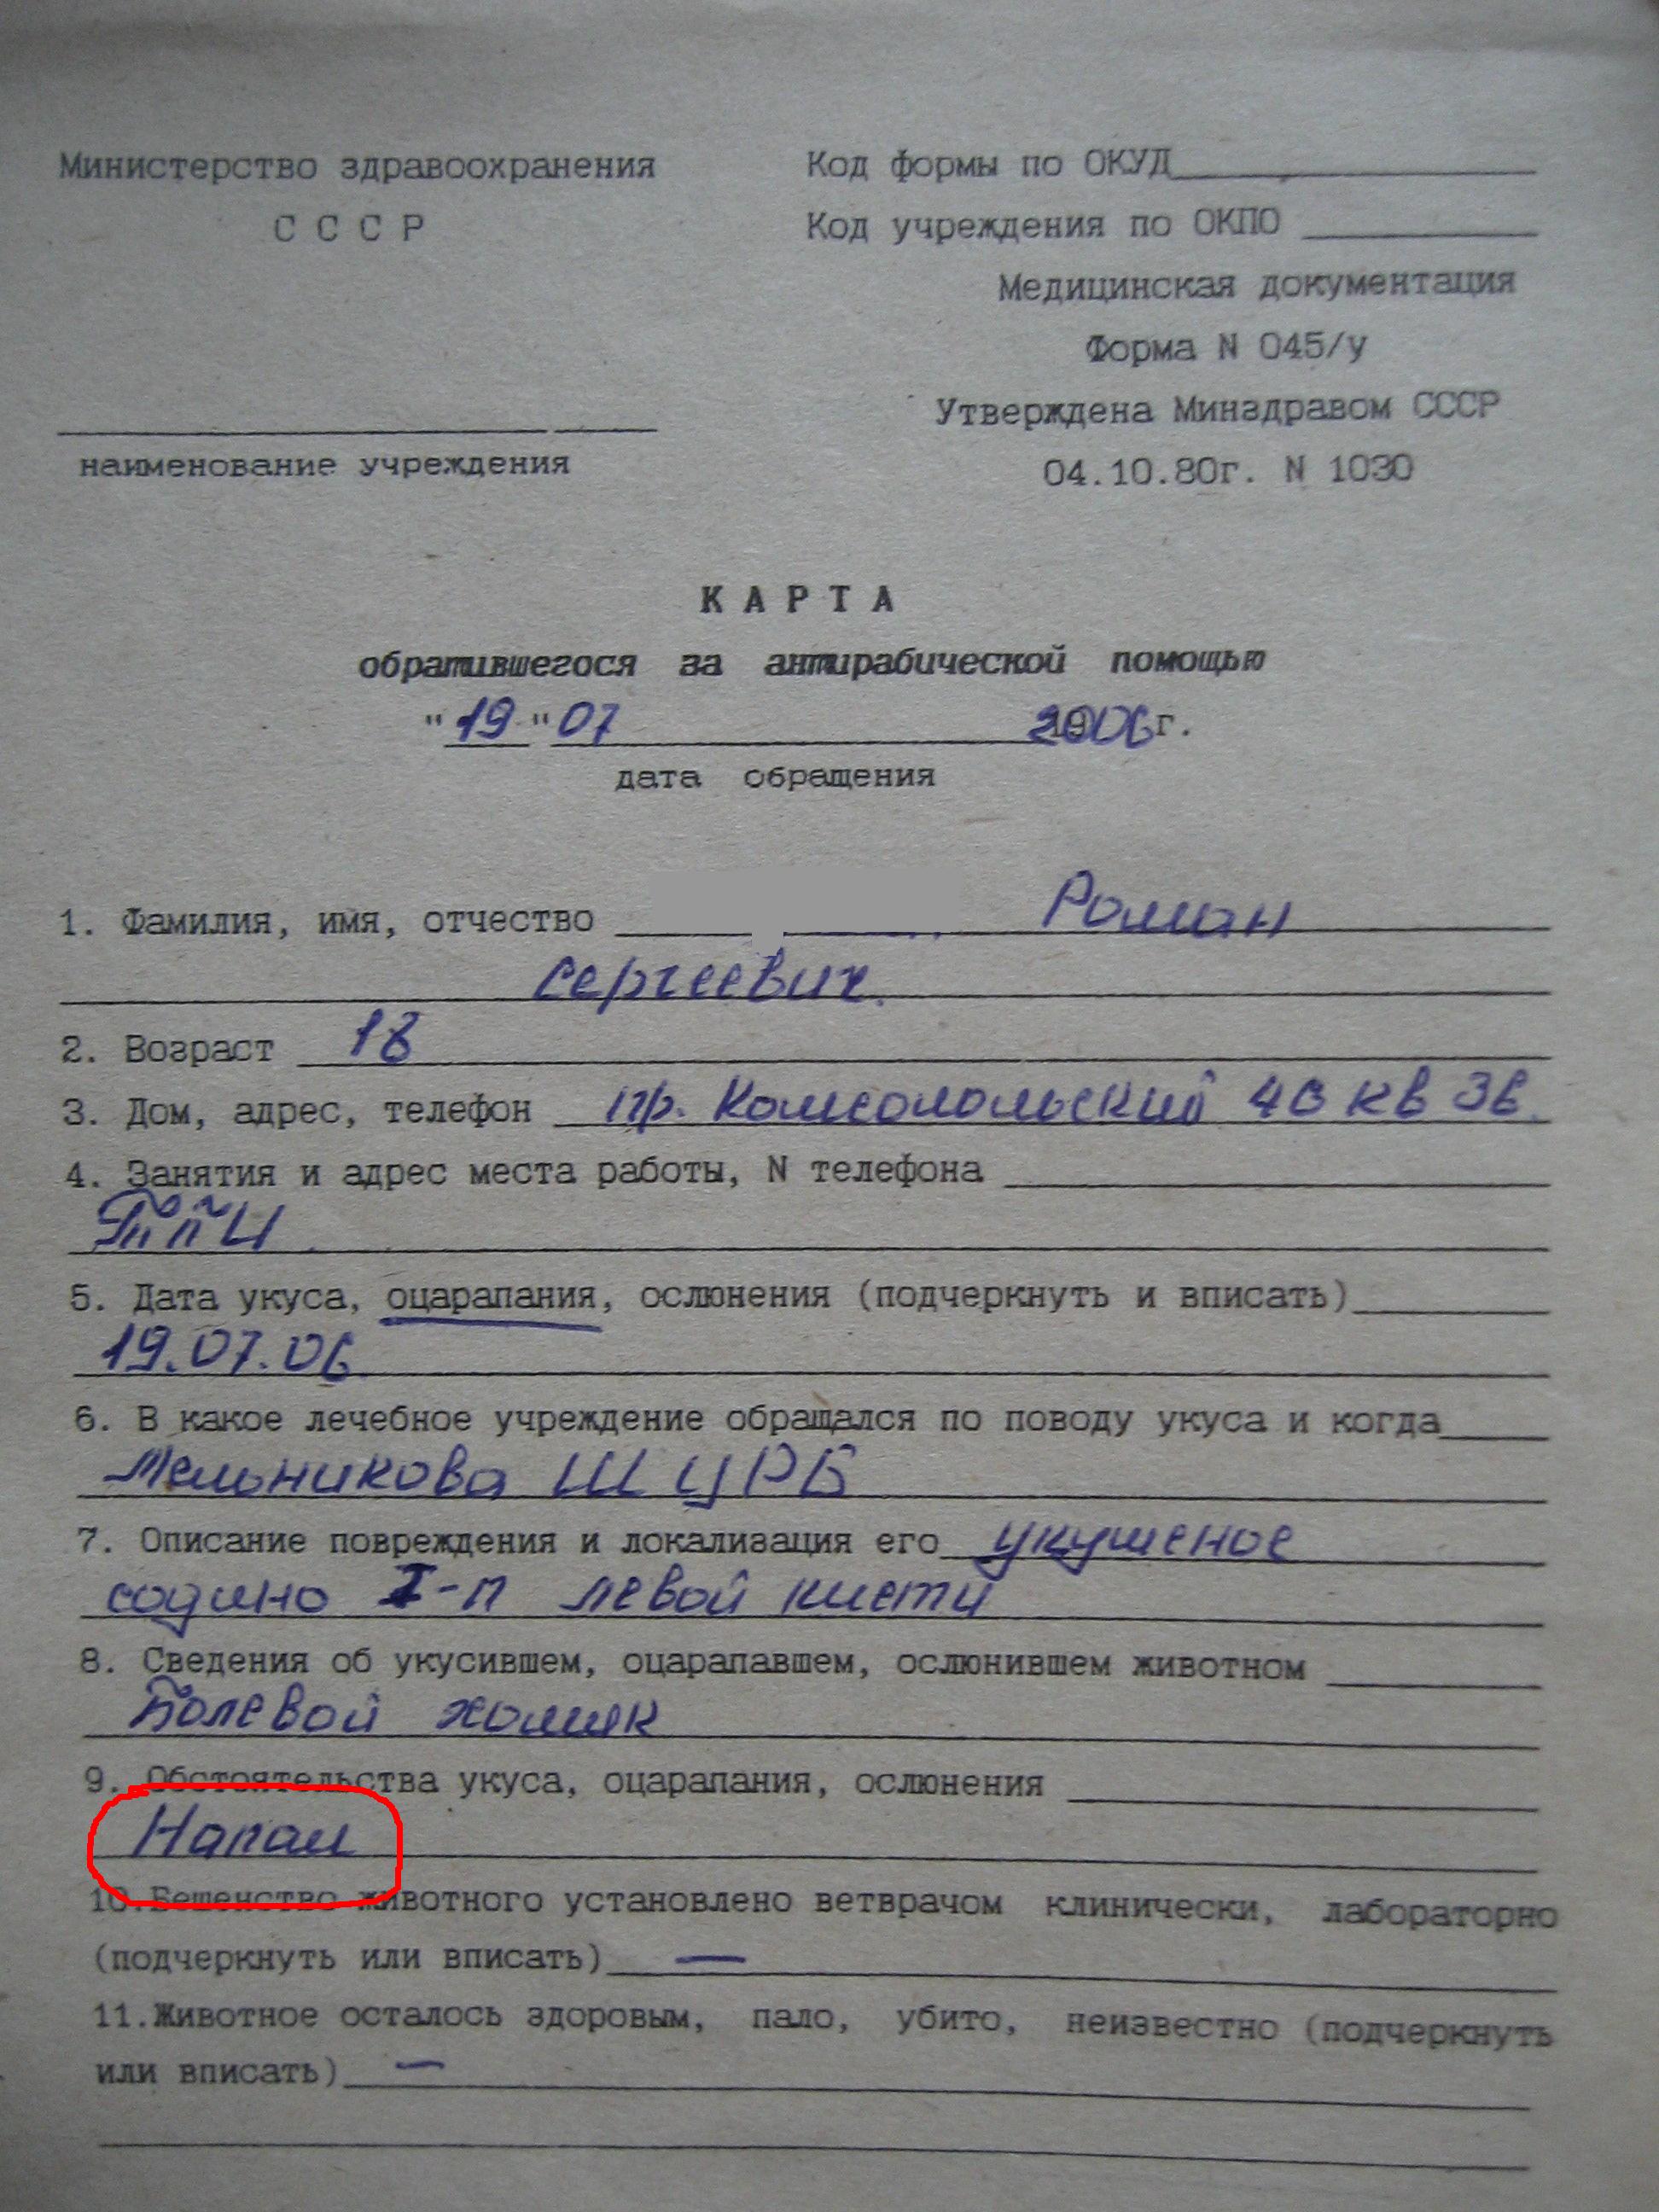 Министерство здравоохранения
СССР
Код формы по ОКУД
Код учреждения по ОКПО
Медицинская документация
Форма N 045/у
Утверждена Минздравом СССР
04.10.80г. N 1030
наименование учреждения
КАРТА
обратившегося за антирабической помощью
"19" 07 2006 г.
дата обращения
1. Фамилия, имя, отчество Роман
Сергеевич.
2. Возраст 18
3. Дом, адрес, телефон пр. Комсомольский 40 кв 36.
4. Занятия и адрес места работы, N телефона
5. Дата укуса, оцарапания, ослюнения (подчеркнуть и вписать)
19.07.06
6. В какое лечебное учреждение обращался по поводу укуса и когда
Мельникова ШЦРБ
7. Описание повреждения и локализация его укушеное
I-п левой кисти
8. Сведения об укусившем, оцарапавшем, ослюнившем животном
Полевой хомяк
9. Обстоятельства укуса, оцарапания, ослюнения
Напал
10. Бешенство животного установлено ветврачом клинически, лабораторно
(подчеркнуть или вписать) —
11. Животное осталось здоровым, пало, убито, неизвестно (подчеркнуть
или вписать) —